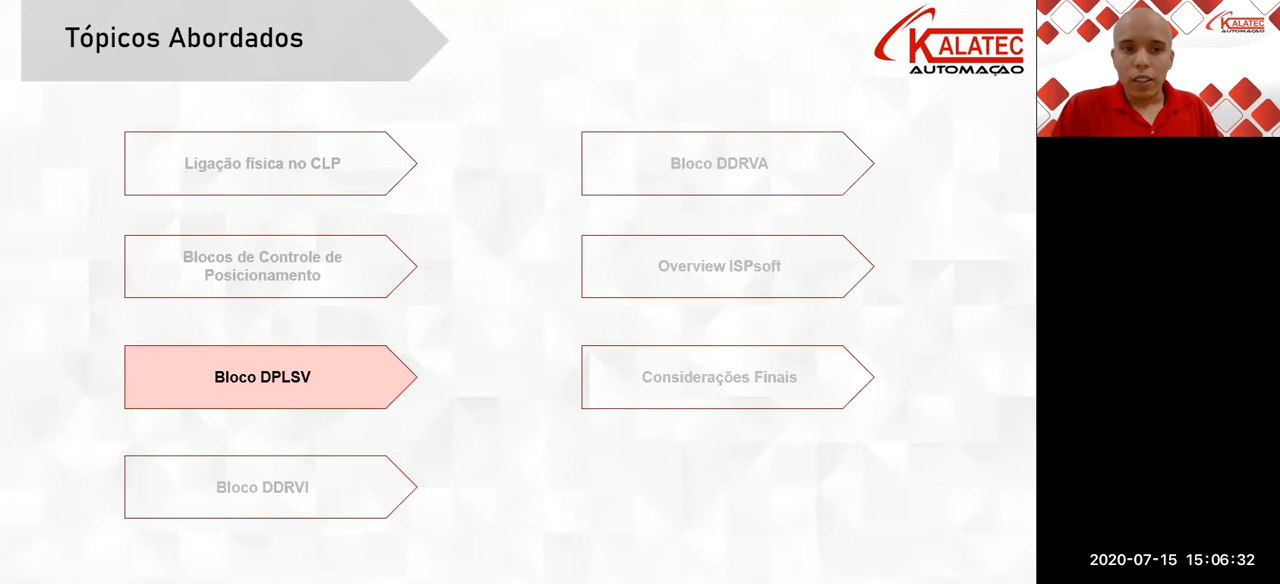 Tópicos Abordados
KALATEC
AUTOMAÇÃO
KALATEC
AUTOMAÇÃO
Ligação física no CLP
Blocos de Controle de
Posicionamento
Bloco DPLSV
Bloco DDRVI
Bloco DDRVA
Overview ISPsoft
Considerações Finais
2020-07-15 15:06:32